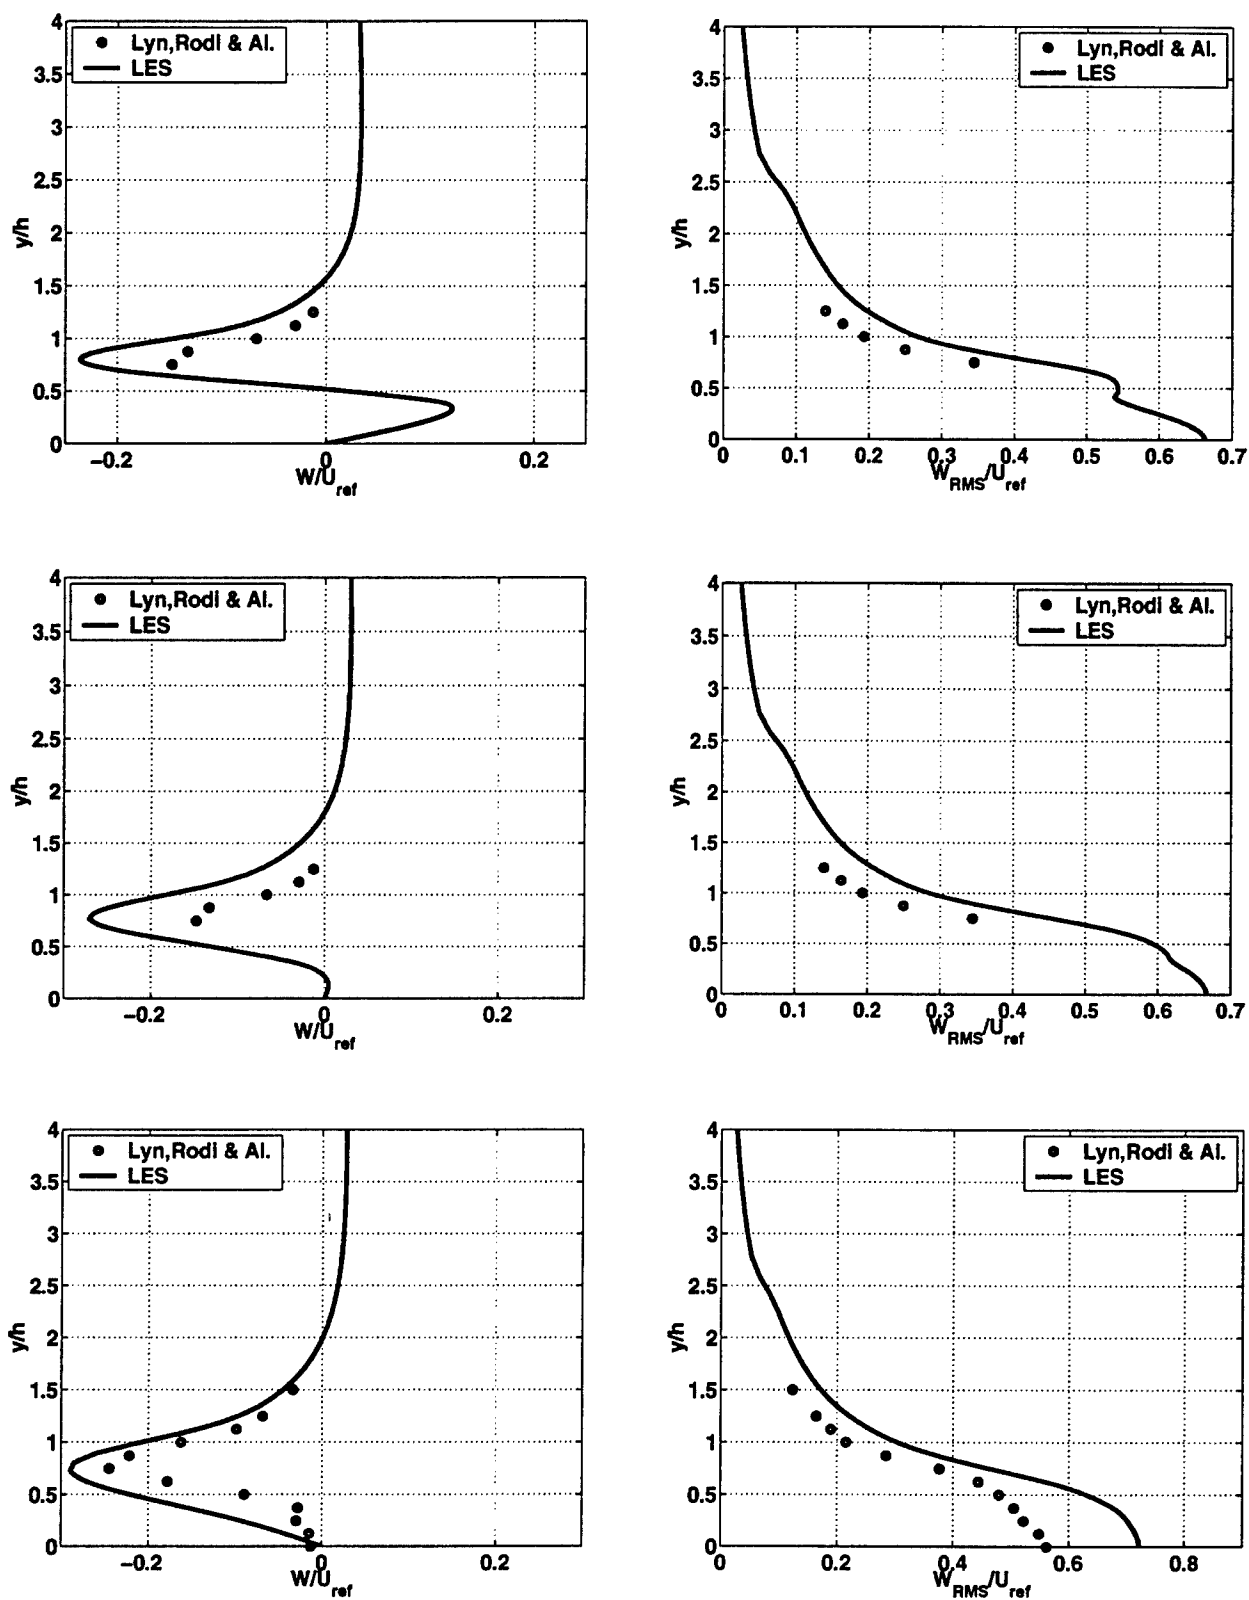 4
3.5
3
2.5
2
1.5
1
0.5
0
y/h
Lyn,Rodi & Al.
LES
−0.2 0 0.2
W/U_ref
4
3.5
3
2.5
2
1.5
1
0.5
0
y/h
Lyn,Rodi & Al.
LES
0 0.1 0.2 0.3 0.4 0.5 0.6 0.7
W_RMS/U_ref
4
3.5
3
2.5
2
1.5
1
0.5
0
y/h
Lyn,Rodi & Al.
LES
−0.2 0 0.2
W/U_ref
4
3.5
3
2.5
2
1.5
1
0.5
0
y/h
Lyn,Rodi & Al.
LES
0 0.1 0.2 0.3 0.4 0.5 0.6 0.7
W_RMS/U_ref
4
3.5
3
2.5
2
1.5
1
0.5
0
y/h
Lyn,Rodi & Al.
LES
−0.2 0 0.2
W/U_ref
4
3.5
3
2.5
2
1.5
1
0.5
0
y/h
Lyn,Rodi & Al.
LES
0 0.2 0.4 0.6 0.8
W_RMS/U_ref